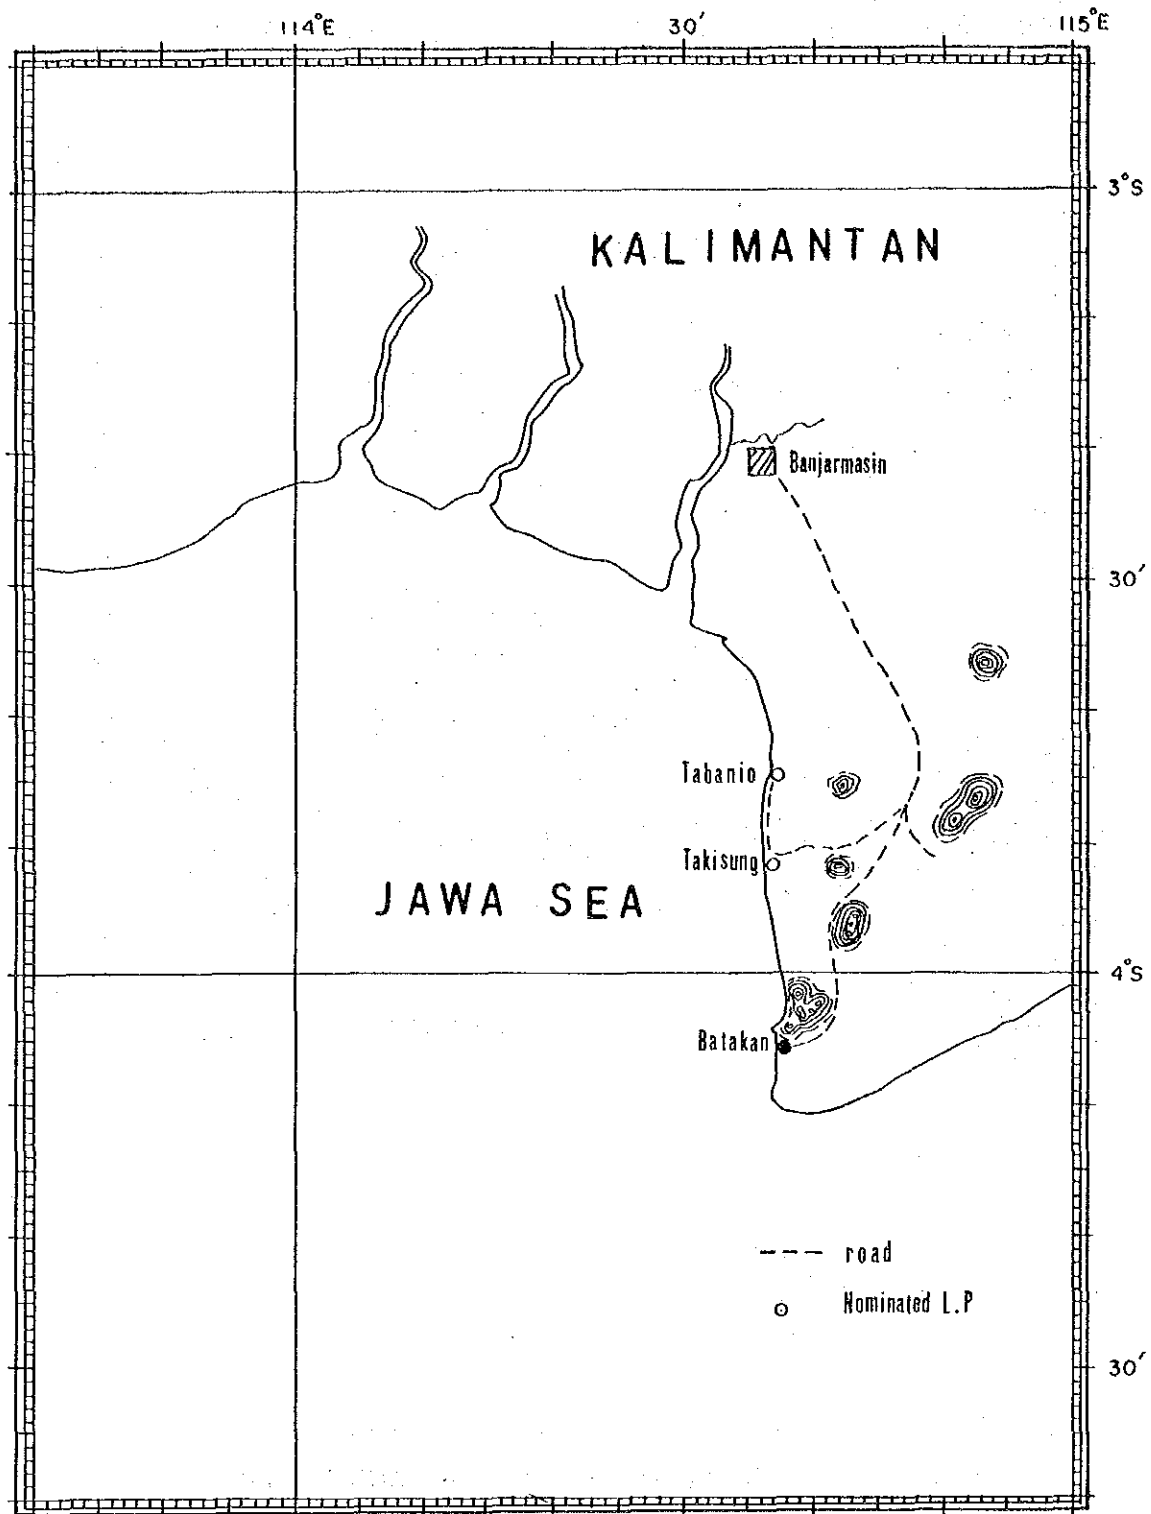 114°E 30′ 115°E
3°S
KALIMANTAN
Banjarmasin
30′
Tabanio
Takisung
JAWA SEA
4°S
Batakan
road
Nominated L.P
30′